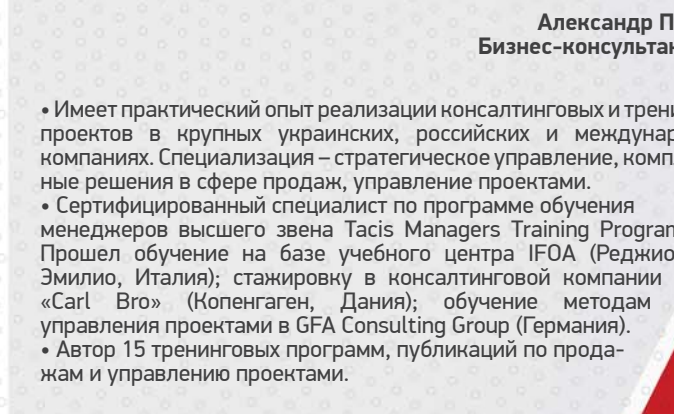 Александр П
Бизнес-консультан
• Имеет практический опыт реализации консалтинговых и трени
проектов в крупных украинских, российских и междунар
компаниях. Специализация – стратегическое управление, комп
ные решения в сфере продаж, управление проектами.
• Сертифицированный специалист по программе обучения
менеджеров высшего звена Tacis Managers Training Program
Прошел обучение на базе учебного центра IFOA (Реджио
Эмилио, Италия); стажировку в консалтинговой компании
«Carl Bro» (Копенгаген, Дания); обучение методам
управления проектами в GFA Consulting Group (Германия).
• Автор 15 тренинговых программ, публикаций по прода-
жам и управлению проектами.